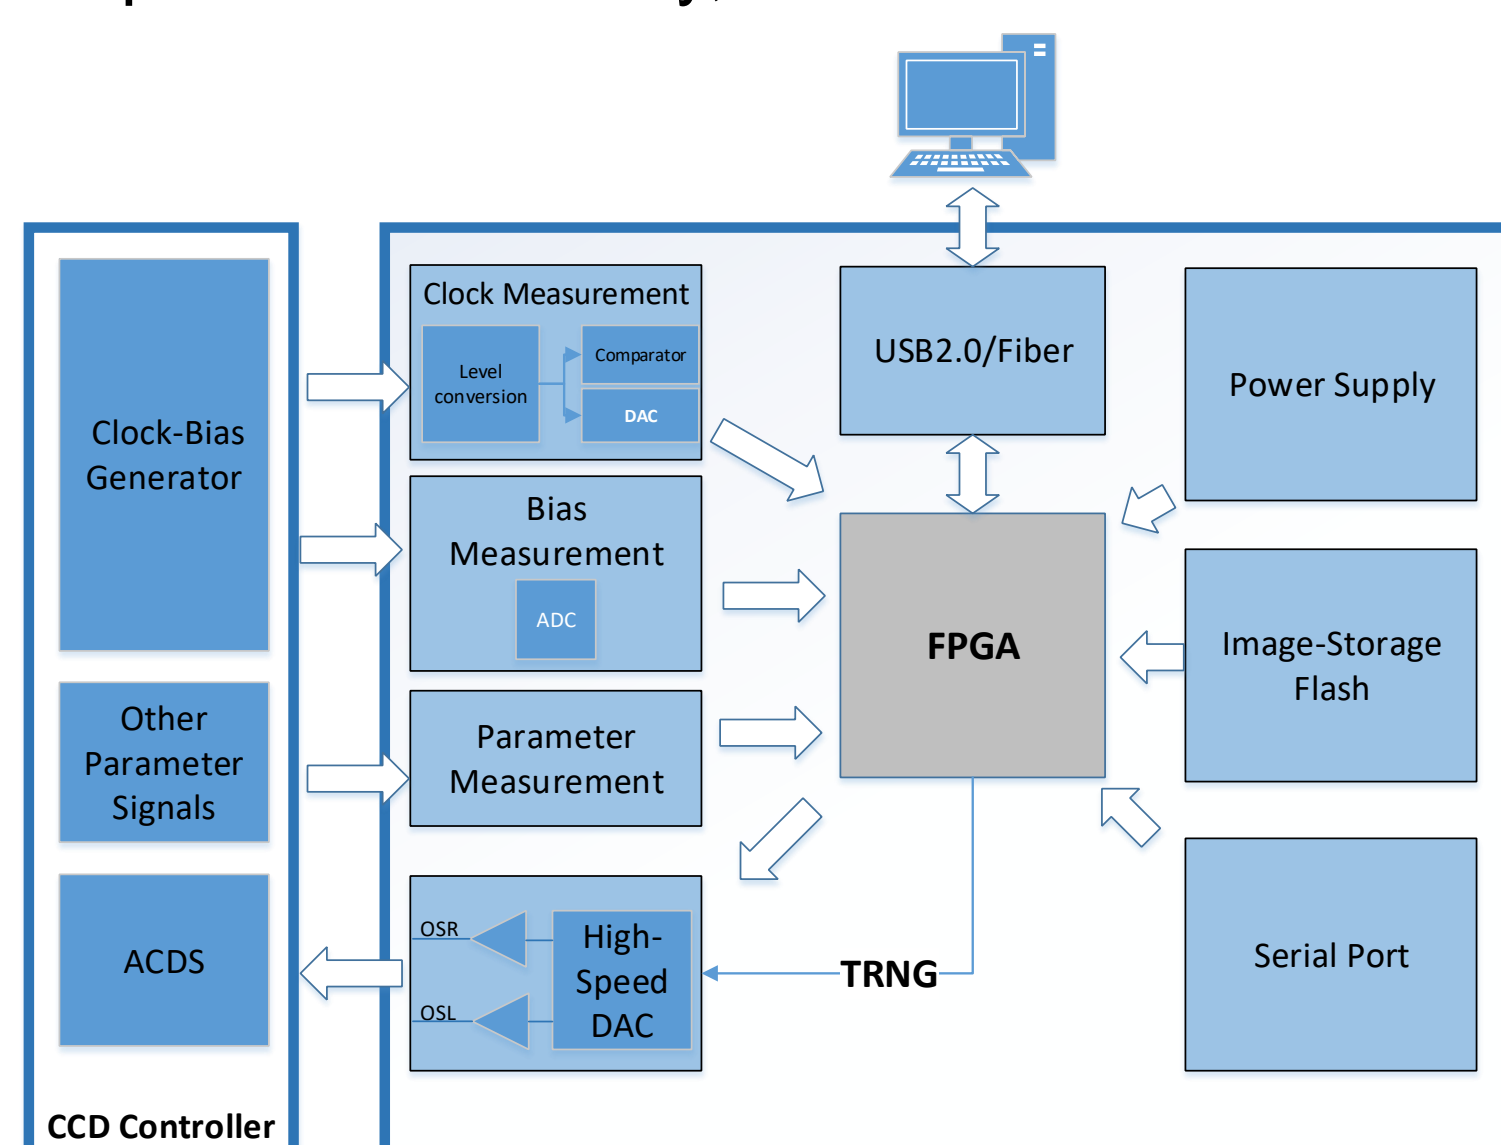 Clock-Bias
Generator
Other
Parameter
Signals
ACDS
CCD Controller
Clock Measurement
Level
conversion
Comparator
DAC
Bias
Measurement
ADC
Parameter
Measurement
OSR
OSL
High-
Speed
DAC
USB2.0/Fiber
FPGA
TRNG
Power Supply
Image-Storage
Flash
Serial Port